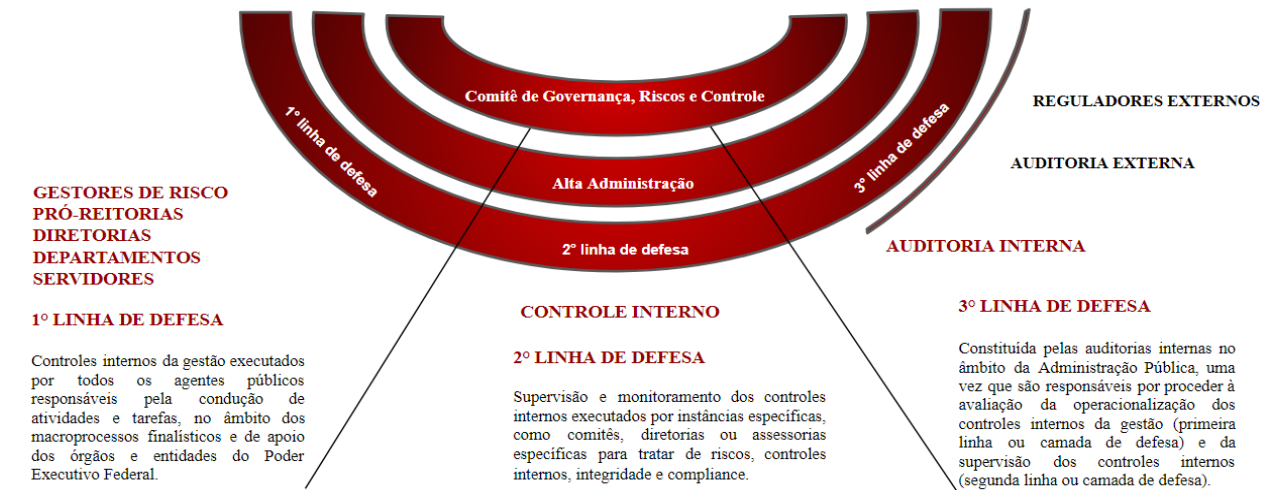 Comitê de Governança, Riscos e Controle
Alta Administração
1° linha de defesa
2° linha de defesa
3° linha de defesa
REGULADORES EXTERNOS
AUDITORIA EXTERNA
GESTORES DE RISCO
PRÓ-REITORIAS
DIRETORIAS
DEPARTAMENTOS
SERVIDORES
1° LINHA DE DEFESA
Controles internos da gestão executados
por todos os agentes públicos
responsáveis pela condução de
atividades e tarefas, no âmbito dos
macroprocessos finalísticos e de apoio
dos órgãos e entidades do Poder
Executivo Federal.
CONTROLE INTERNO
2° LINHA DE DEFESA
Supervisão e monitoramento dos controles
internos executados por instâncias específicas,
como comitês, diretorias ou assessorias
específicas para tratar de riscos, controles
internos, integridade e compliance.
AUDITORIA INTERNA
3° LINHA DE DEFESA
Constituída pelas auditorias internas no
âmbito da Administração Pública, uma
vez que são responsáveis por proceder à
avaliação da operacionalização dos
controles internos da gestão (primeira
linha ou camada de defesa) e da
supervisão dos controles internos
(segunda linha ou camada de defesa).